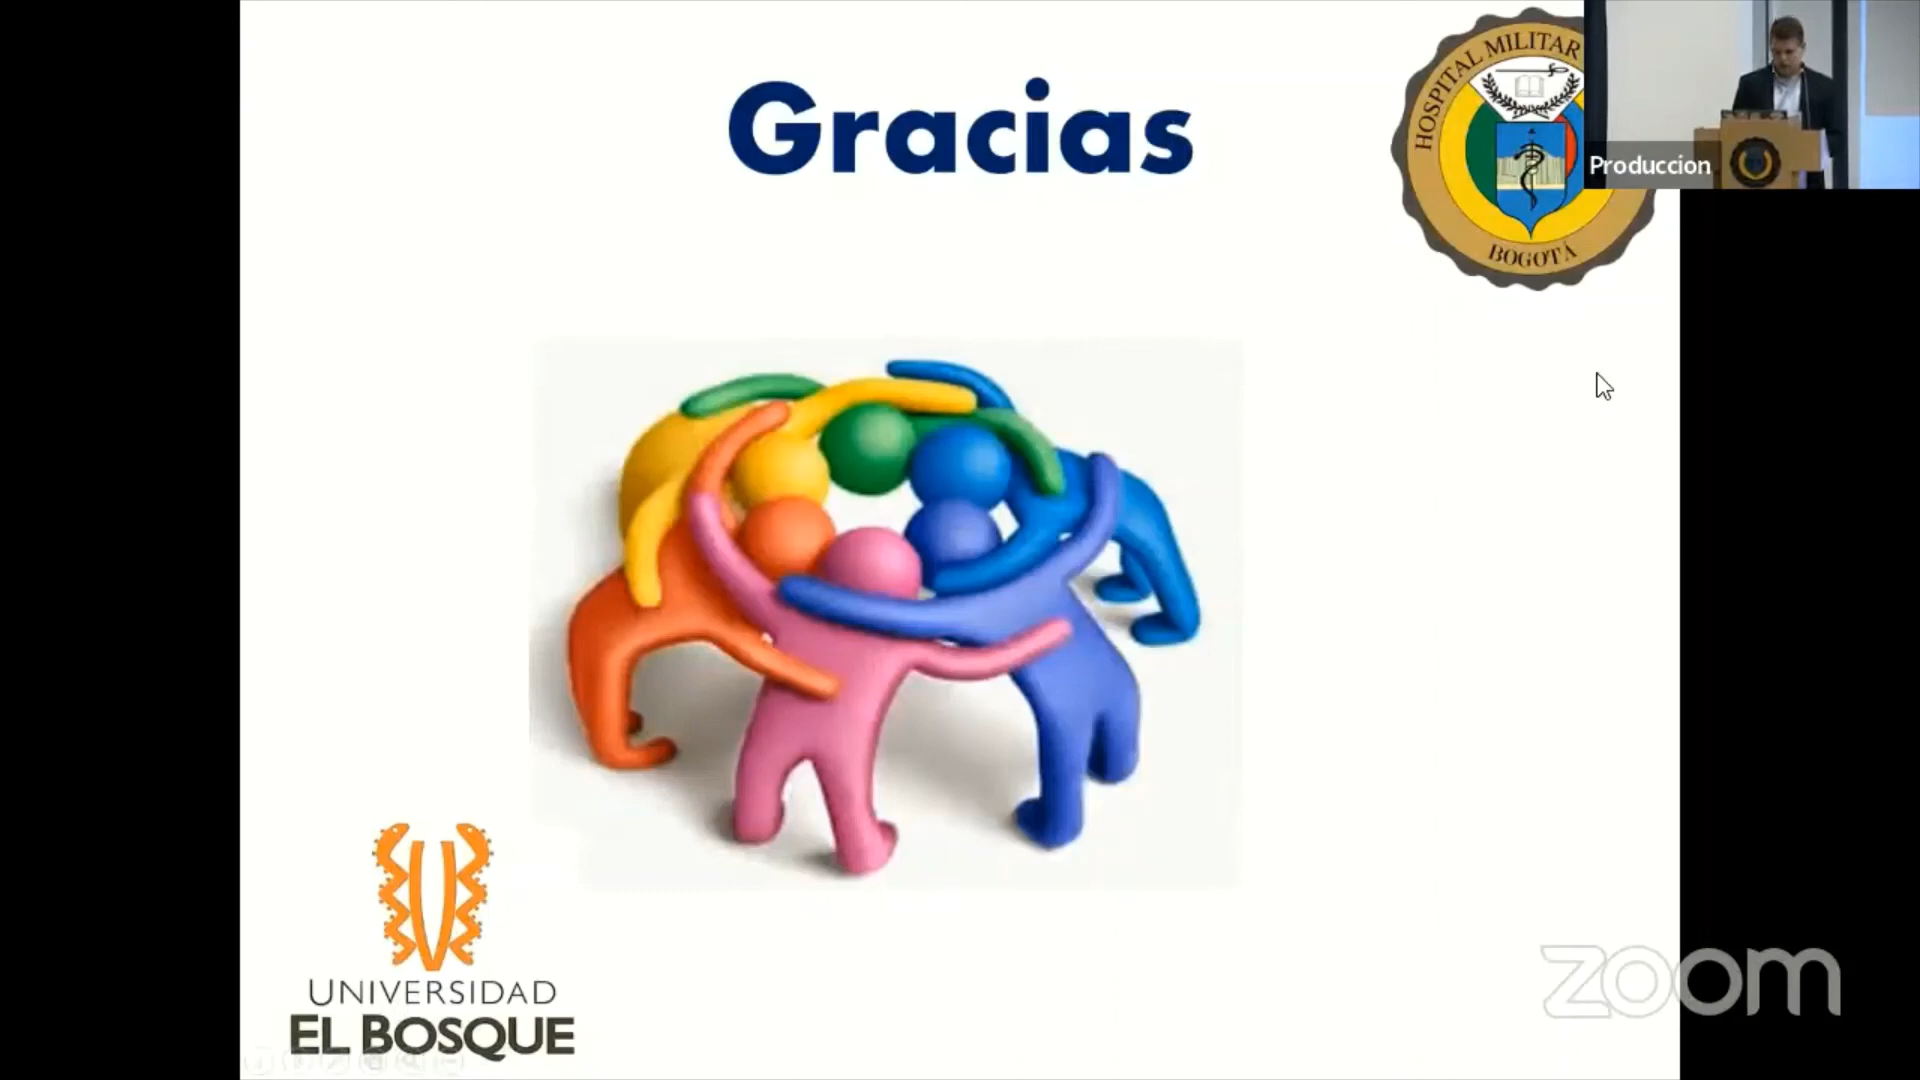 Gracias
HOSPITAL MILITAR
BOGOTÁ
Produccion
UNIVERSIDAD
EL BOSQUE
zoom